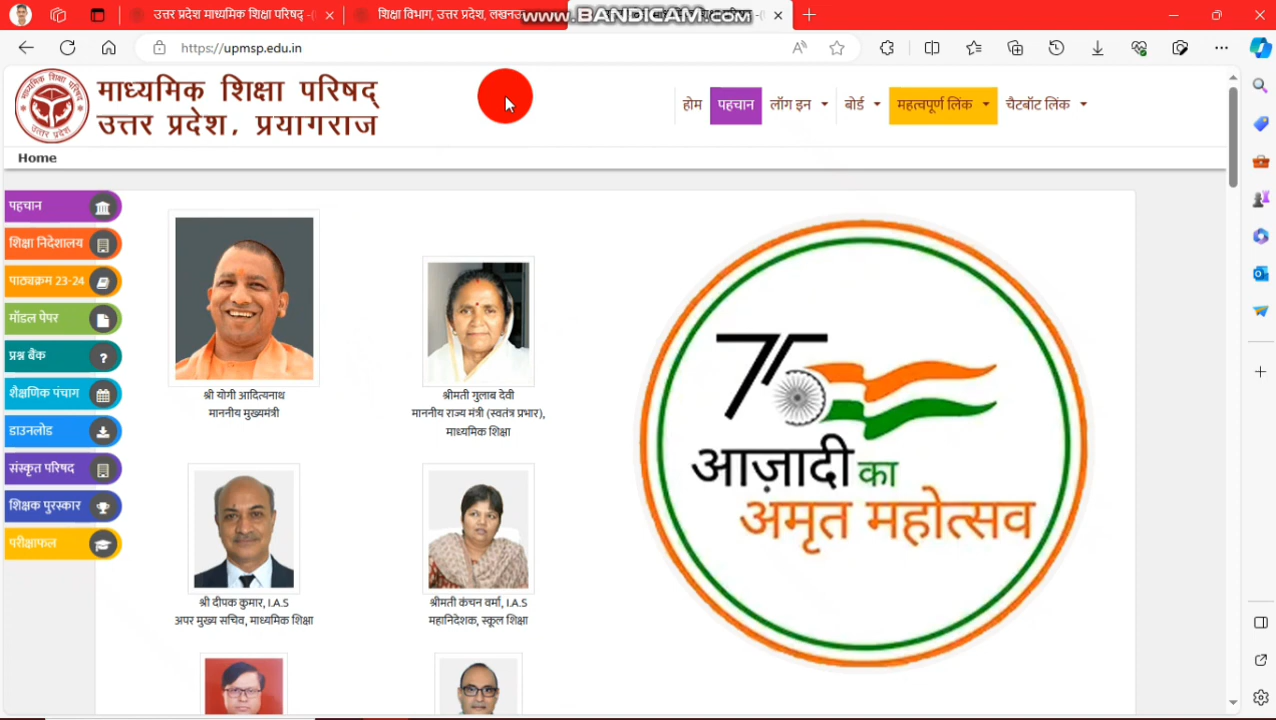 उत्तर प्रदेश माध्यमिक शिक्षा परिषद् -(
शिक्षा विभाग, उत्तर प्रदेश, लखनउ
www.BANDICAM.com
https://upmsp.edu.in
माध्यमिक शिक्षा परिषद्
उत्तर प्रदेश, प्रयागराज
होम
पहचान
लॉग इन
बोर्ड
महत्वपूर्ण लिंक
चैटबॉट लिंक
Home
पहचान
शिक्षा निदेशालय
पाठ्यक्रम 23-24
मॉडल पेपर
प्रश्न बैंक
शैक्षणिक पंचाग
डाउनलोड
संस्कृत परिषद
शिक्षक पुरस्कार
परीक्षाफल
श्री योगी आदित्यनाथ
माननीय मुख्यमंत्री
श्रीमती गुलाब देवी
माननीय राज्य मंत्री (स्वतंत्र प्रभार),
माध्यमिक शिक्षा
श्री दीपक कुमार, I.A.S
अपर मुख्य सचिव, माध्यमिक शिक्षा
श्रीमती कंचन वर्मा, I.A.S
महानिदेशक, स्कूल शिक्षा
75
आज़ादी का
अमृत महोत्सव